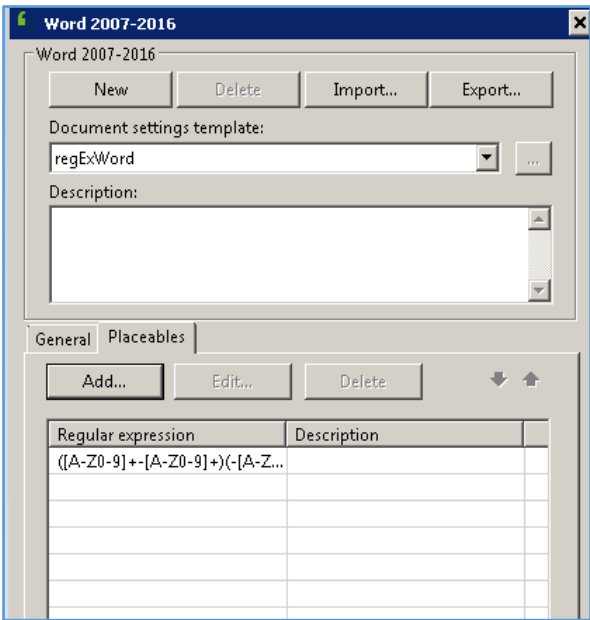 Word 2007-2016
Word 2007-2016
New Delete Import... Export...
Document settings template:
regExWord ...
Description:
General Placeables
Add... Edit... Delete
Regular expression Description
([A-Z0-9]+-[A-Z0-9]+)(-[A-Z...